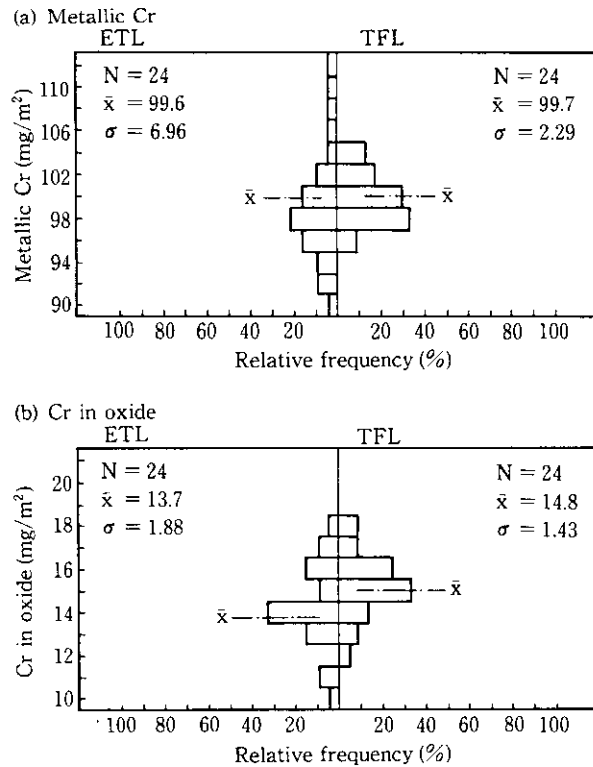 (a) Metallic Cr
ETL TFL
N = 24 N = 24
x̄ = 99.6 x̄ = 99.7
σ = 6.96 σ = 2.29
110
106
102
98
94
90
Metallic Cr (mg/m²)
x̄ x̄
100 80 60 40 20 20 40 60 80 100
Relative frequency (%)
(b) Cr in oxide
ETL TFL
N = 24 N = 24
x̄ = 13.7 x̄ = 14.8
σ = 1.88 σ = 1.43
20
18
16
14
12
10
Cr in oxide (mg/m²)
x̄ x̄
100 80 60 40 20 20 40 60 80 100
Relative frequency (%)